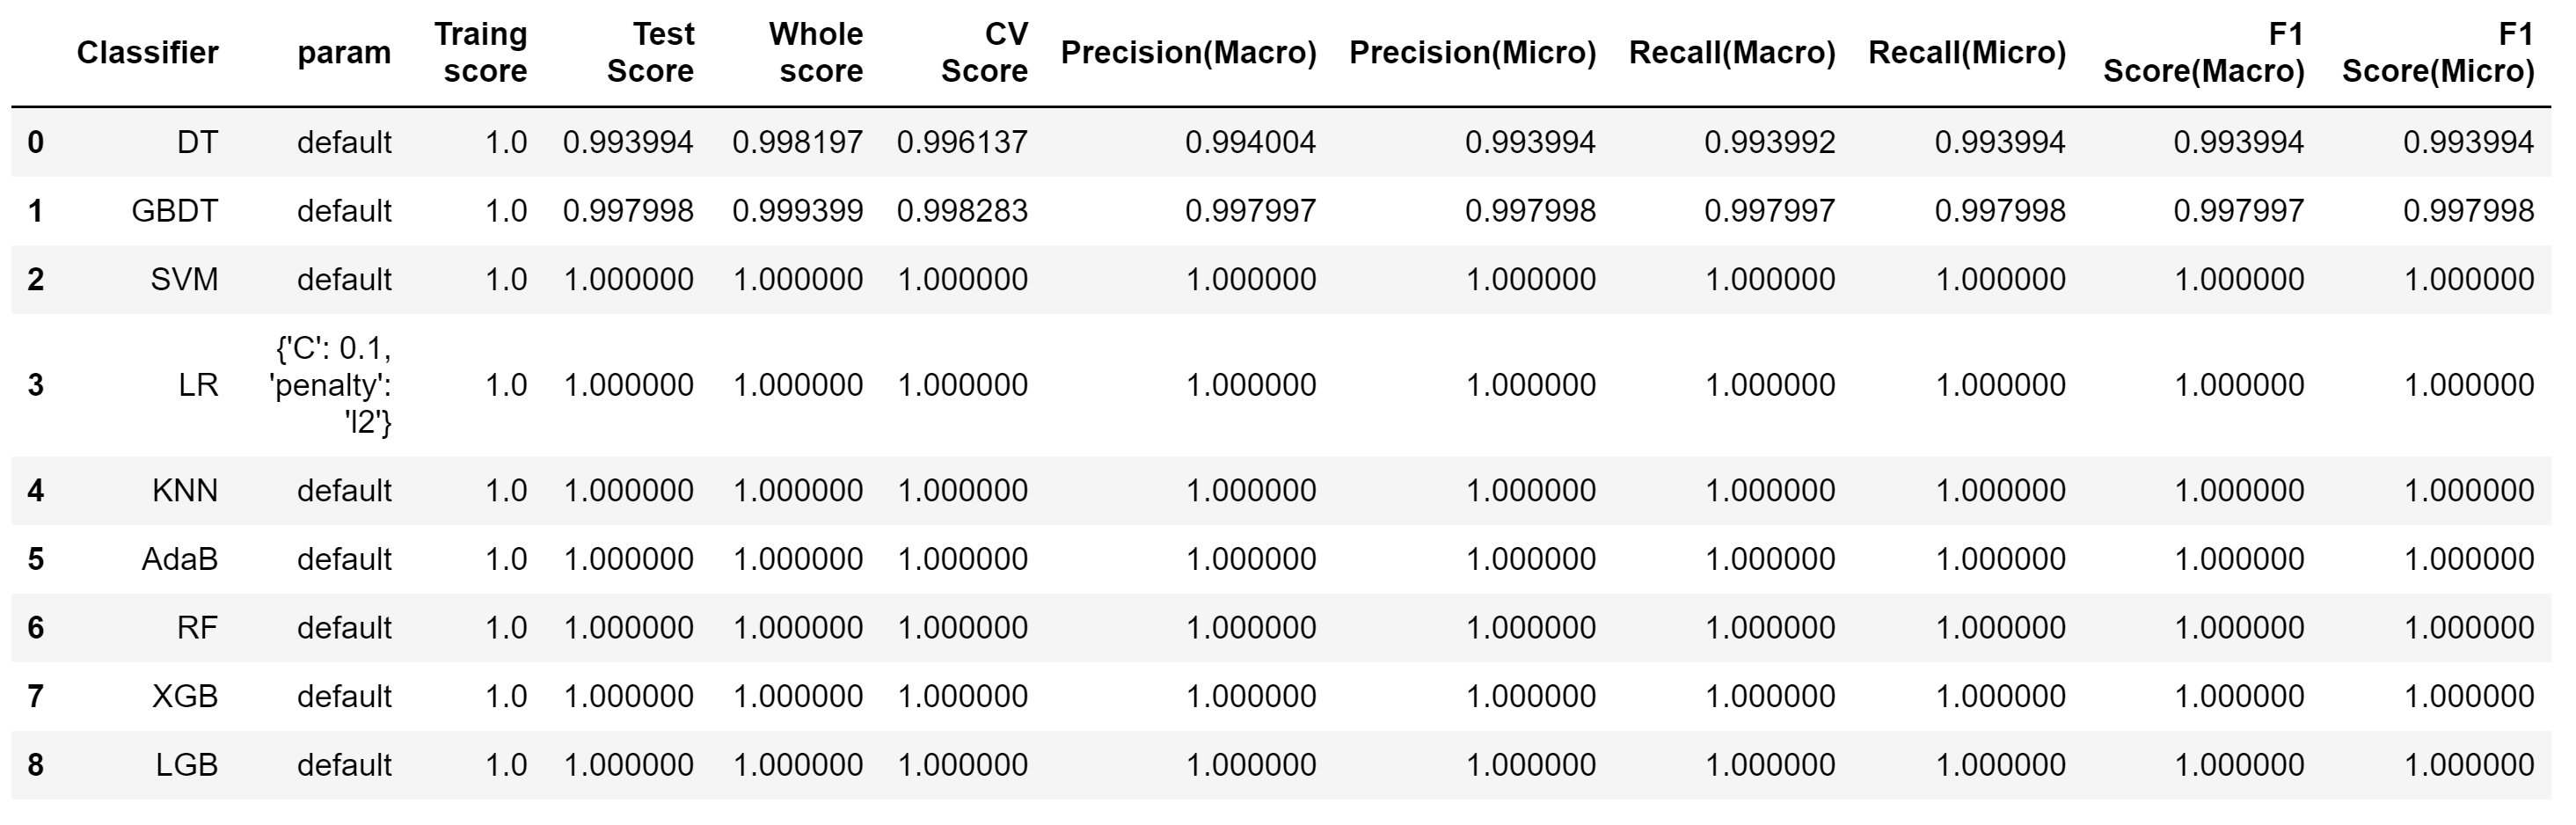 Classifier param Traing score Test Score Whole score CV Score Precision(Macro) Precision(Micro) Recall(Macro) Recall(Micro) F1 Score(Macro) F1 Score(Micro)
0 DT default 1.0 0.993994 0.998197 0.996137 0.994004 0.993994 0.993992 0.993994 0.993994 0.993994
1 GBDT default 1.0 0.997998 0.999399 0.998283 0.997997 0.997998 0.997997 0.997998 0.997997 0.997998
2 SVM default 1.0 1.000000 1.000000 1.000000 1.000000 1.000000 1.000000 1.000000 1.000000 1.000000
3 LR {'C': 0.1, 'penalty': 'l2'} 1.0 1.000000 1.000000 1.000000 1.000000 1.000000 1.000000 1.000000 1.000000 1.000000
4 KNN default 1.0 1.000000 1.000000 1.000000 1.000000 1.000000 1.000000 1.000000 1.000000 1.000000
5 AdaB default 1.0 1.000000 1.000000 1.000000 1.000000 1.000000 1.000000 1.000000 1.000000 1.000000
6 RF default 1.0 1.000000 1.000000 1.000000 1.000000 1.000000 1.000000 1.000000 1.000000 1.000000
7 XGB default 1.0 1.000000 1.000000 1.000000 1.000000 1.000000 1.000000 1.000000 1.000000 1.000000
8 LGB default 1.0 1.000000 1.000000 1.000000 1.000000 1.000000 1.000000 1.000000 1.000000 1.000000